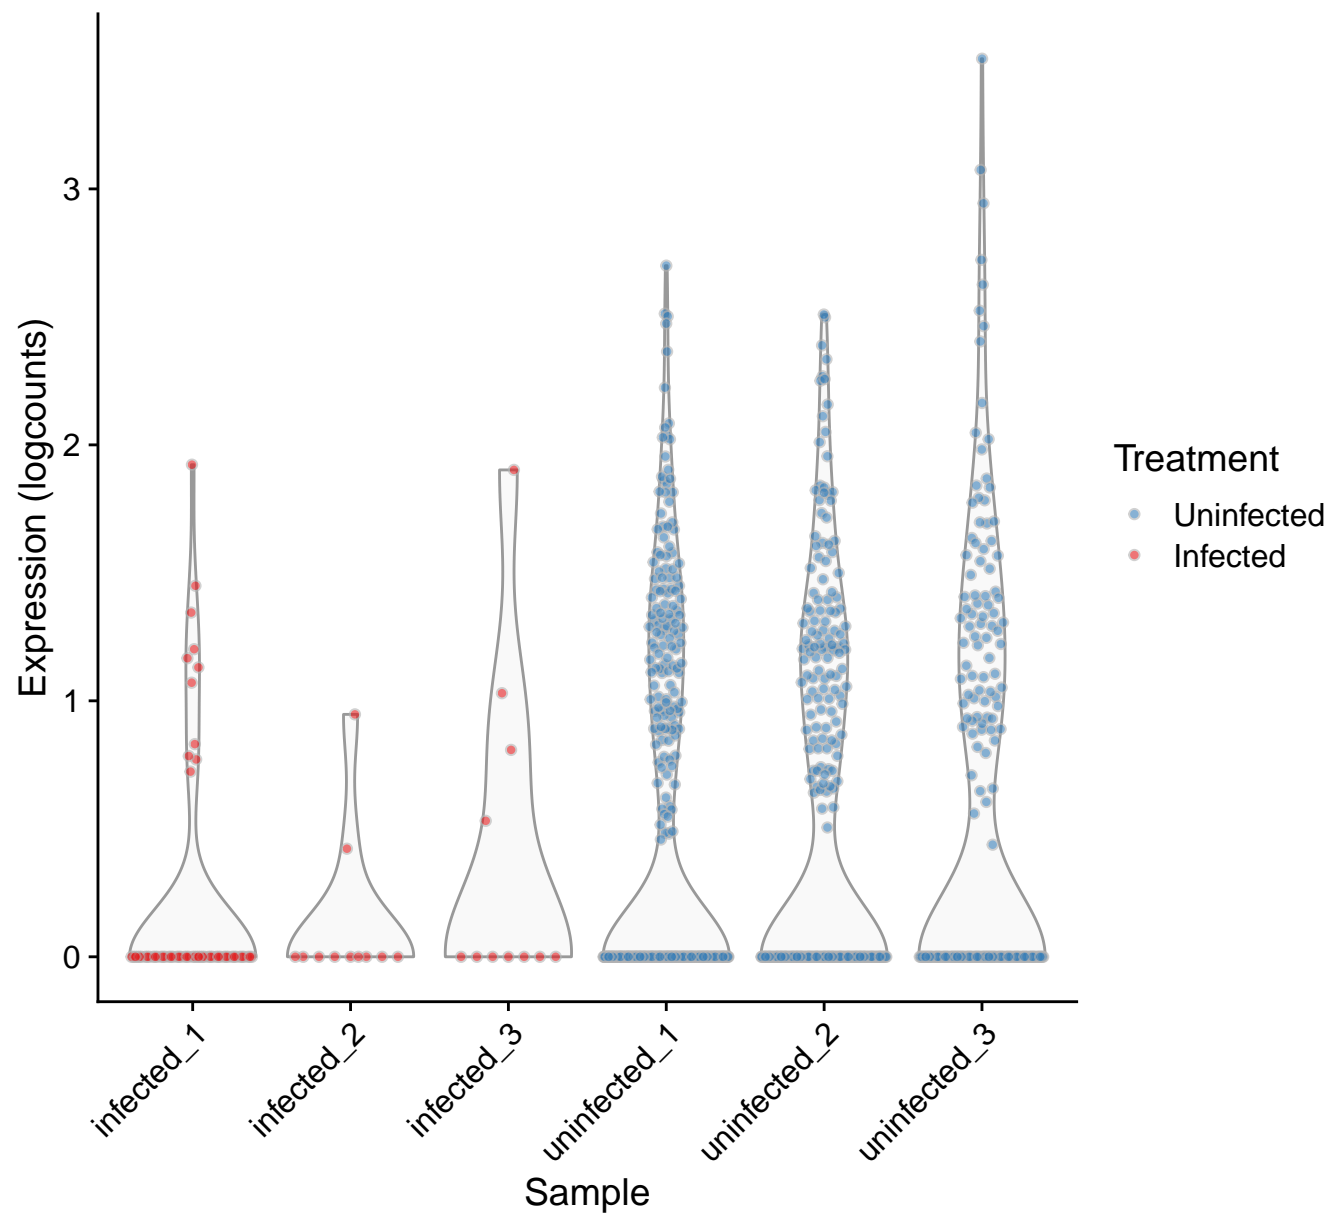 Expression (logcounts)
3
2
1
0
infected_1
infected_2
infected_3
uninfected_1
uninfected_2
uninfected_3
Sample
Treatment
Uninfected
Infected